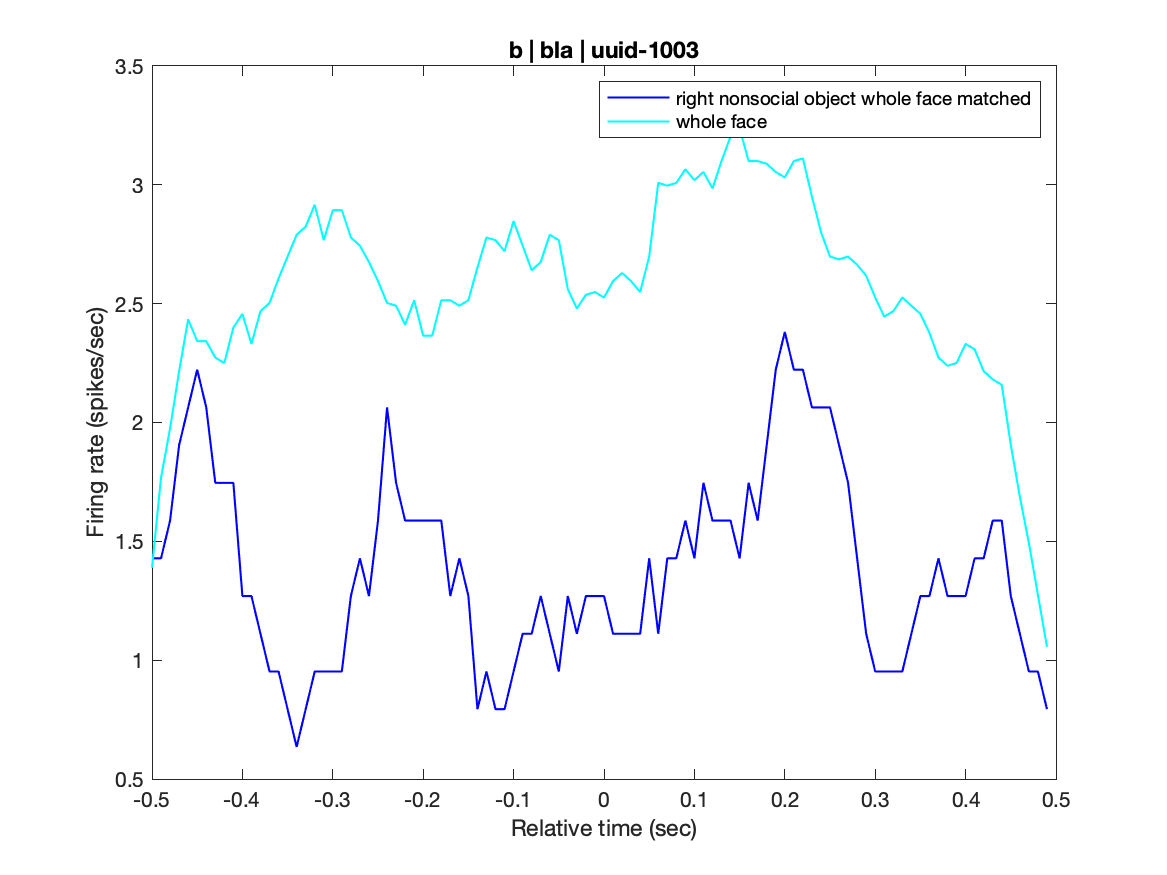 b | bla | uuid-1003
3.5
right nonsocial object whole face matched
whole face
3
2.5
Firing rate (spikes/sec)
2
1.5
1
0.5
-0.5 -0.4 -0.3 -0.2 -0.1 0 0.1 0.2 0.3 0.4 0.5
Relative time (sec)